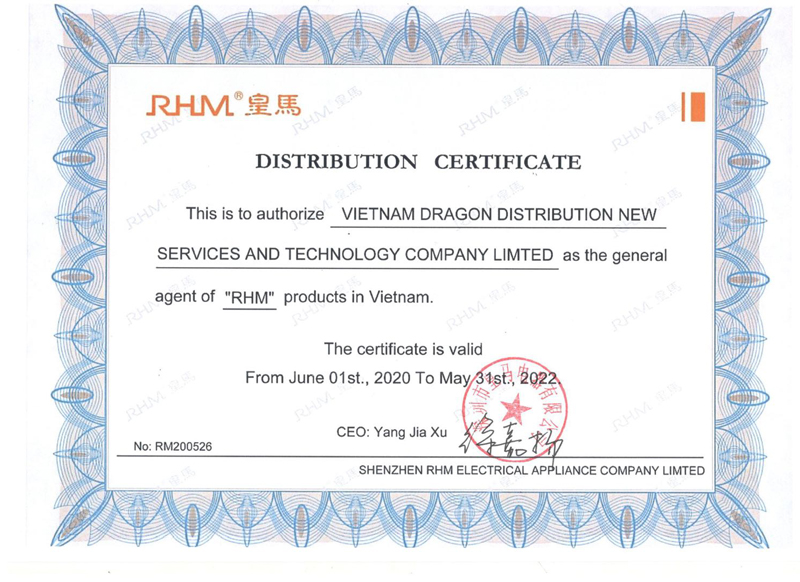 RHM® 皇馬
DISTRIBUTION CERTIFICATE
This is to authorize VIETNAM DRAGON DISTRIBUTION NEW
SERVICES AND TECHNOLOGY COMPANY LIMTED as the general
agent of "RHM" products in Vietnam.
The certificate is valid
From June 01st., 2020 To May 31st., 2022.
CEO: Yang Jia Xu
No: RM200526
SHENZHEN RHM ELECTRICAL APPLIANCE COMPANY LIMTED